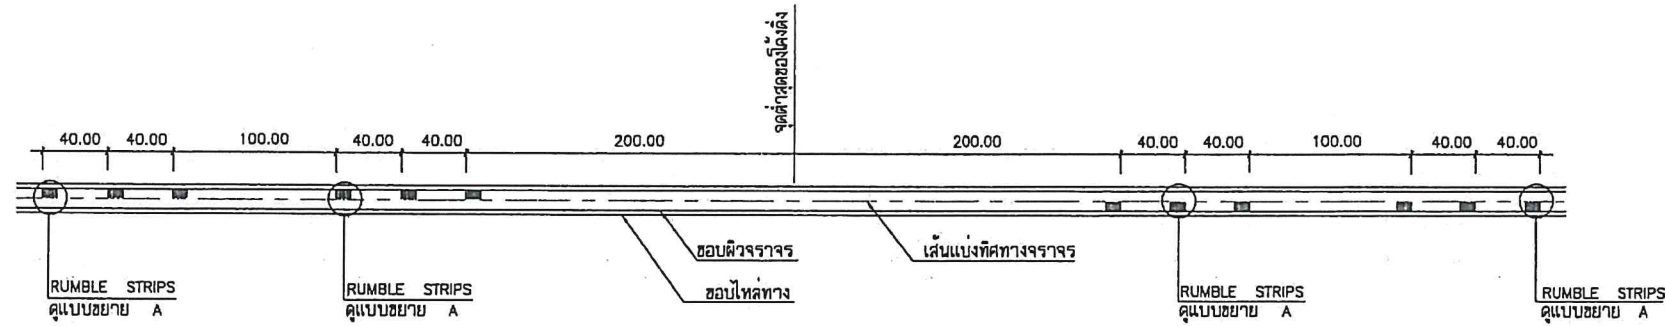 จุดต่ำสุดของโค้งดิ่ง
40.00 40.00 100.00 40.00 40.00 200.00 200.00 40.00 40.00 100.00 40.00 40.00
ขอบผิวจราจร
เส้นแบ่งทิศทางจราจร
ขอบไหล่ทาง
RUMBLE STRIPS
ดูแบบขยาย A
RUMBLE STRIPS
ดูแบบขยาย A
RUMBLE STRIPS
ดูแบบขยาย A
RUMBLE STRIPS
ดูแบบขยาย A